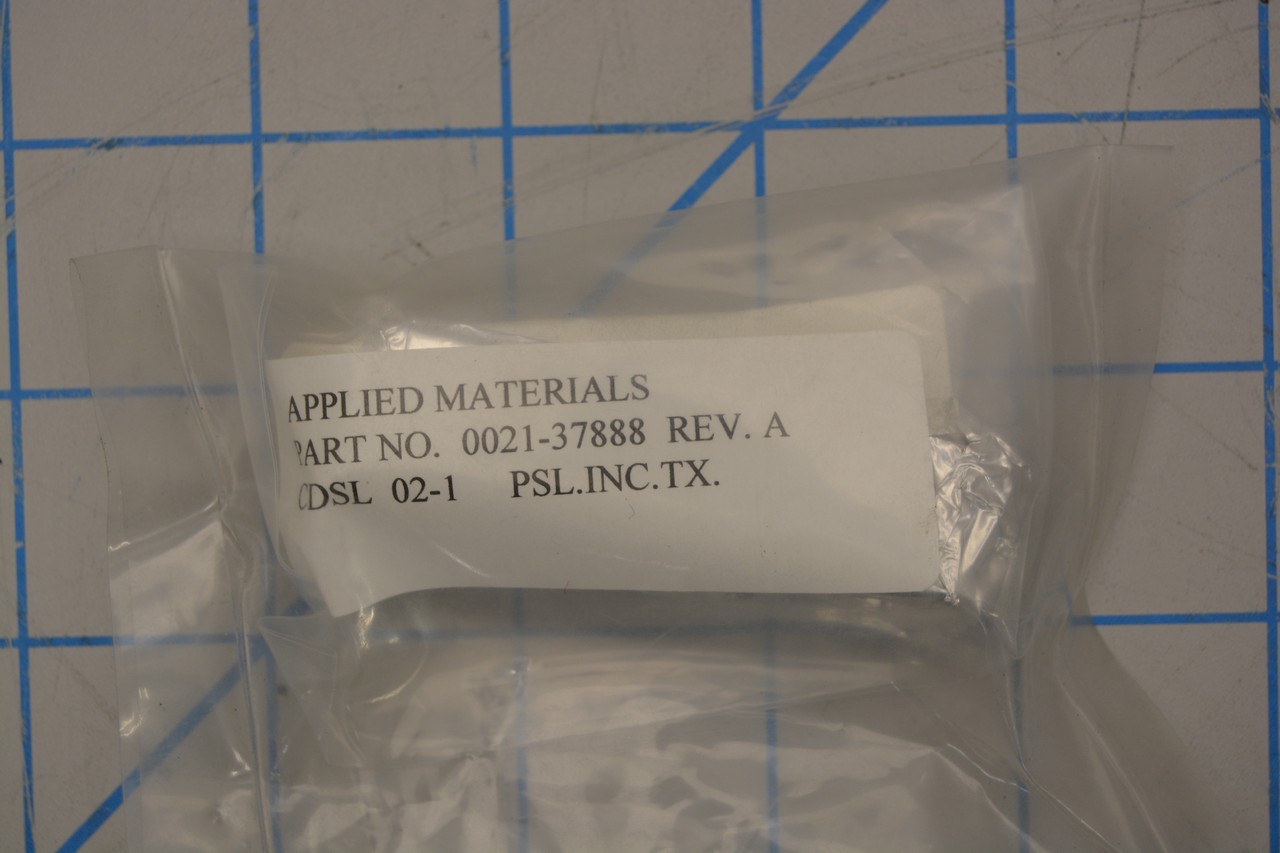 APPLIED MATERIALS
PART NO. 0021-37888 REV. A
CDSL 02-1 PSL.INC.TX.